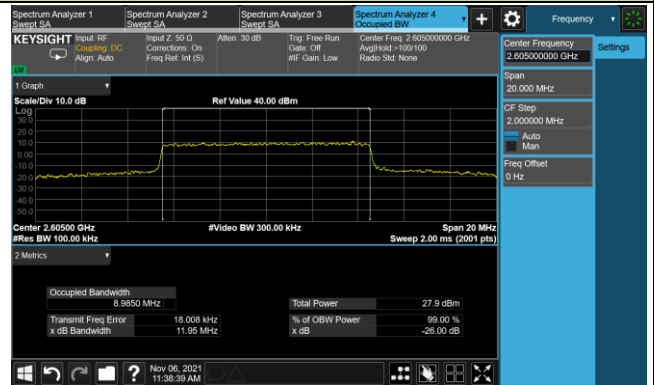 Spectrum Analyzer 1
Swept SA
Spectrum Analyzer 2
Swept SA
Spectrum Analyzer 3
Swept SA
Spectrum Analyzer 4
Occupied BW
+
Frequency
KEYSIGHT
Input: RF
Coupling: DC
Align: Auto
Input Z: 50 Ω
Corrections: On
Freq Ref: Int (S)
Atten: 30 dB
Trig: Free Run
Gate: Off
#IF Gain: Low
Center Freq: 2.605000000 GHz
Avg|Hold:>100/100
Radio Std: None
Center Frequency
2.605000000 GHz
Settings
Span
20.000 MHz
CF Step
2.000000 MHz
Auto
Man
Freq Offset
0 Hz
1 Graph
Scale/Div 10.0 dB
Ref Value 40.00 dBm
Log
30.0
20.0
10.0
0.00
-10.0
-20.0
-30.0
-40.0
-50.0
Center 2.60500 GHz
#Video BW 300.00 kHz
Span 20 MHz
#Res BW 100.00 kHz
Sweep 2.00 ms (2001 pts)
2 Metrics
Occupied Bandwidth
8.9850 MHz
Total Power 27.9 dBm
Transmit Freq Error 18.008 kHz
% of OBW Power 99.00 %
x dB Bandwidth 11.95 MHz
x dB -26.00 dB
?
Nov 06, 2021
11:38:39 AM